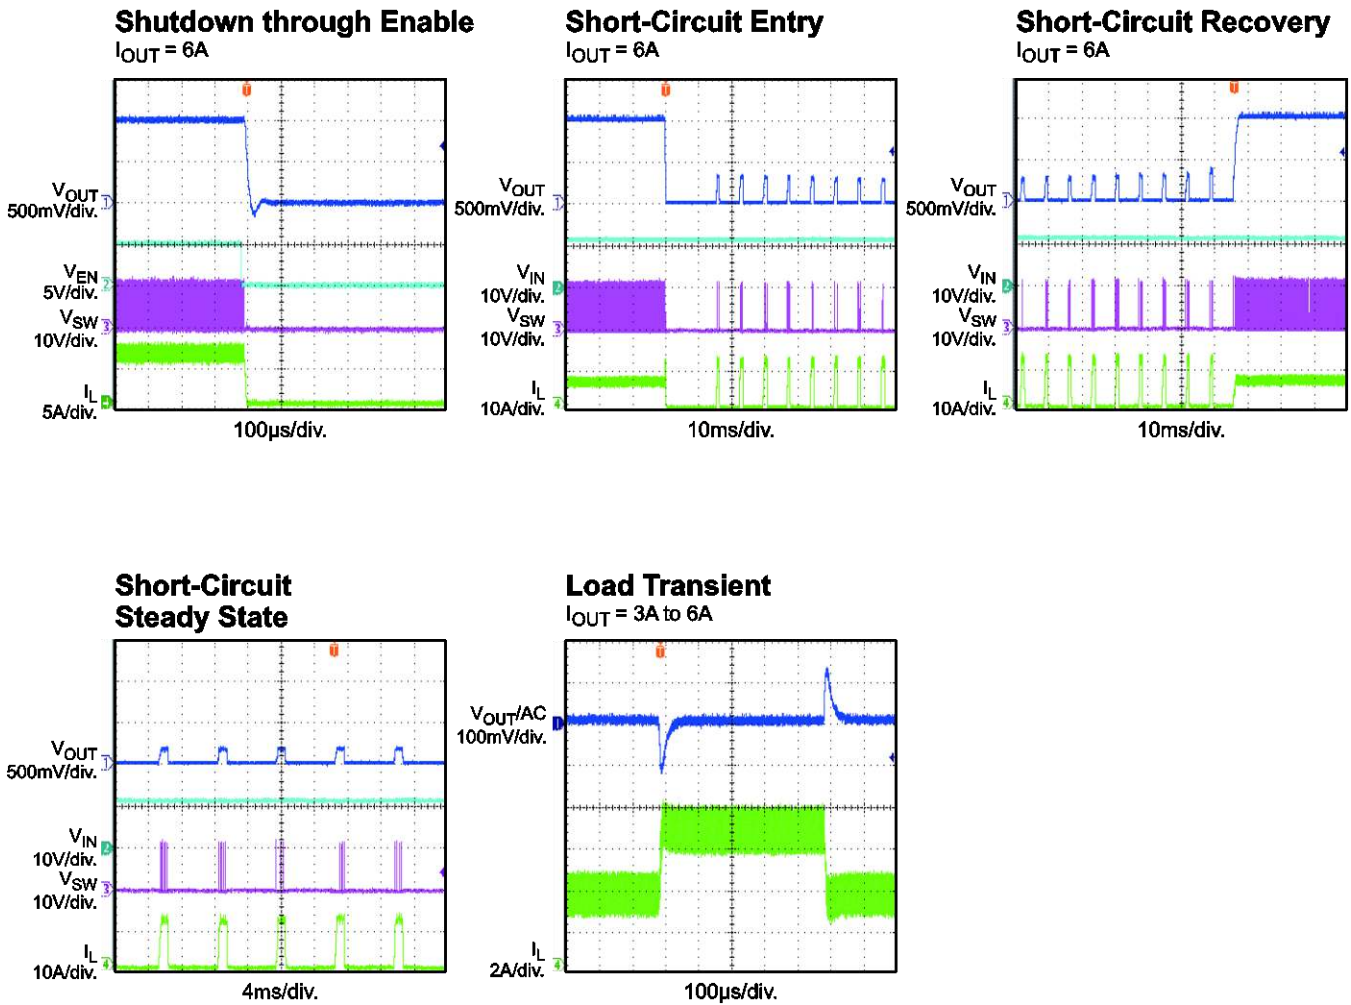 Shutdown through Enable
IOUT = 6A
VOUT
500mV/div.
VEN
5V/div.
VSW
10V/div.
IL
5A/div.
100µs/div.
Short-Circuit Entry
IOUT = 6A
VOUT
500mV/div.
VIN
10V/div.
VSW
10V/div.
IL
10A/div.
10ms/div.
Short-Circuit Recovery
IOUT = 6A
VOUT
500mV/div.
VIN
10V/div.
VSW
10V/div.
IL
10A/div.
10ms/div.
Short-Circuit
Steady State
VOUT
500mV/div.
VIN
10V/div.
VSW
10V/div.
IL
10A/div.
4ms/div.
Load Transient
IOUT = 3A to 6A
VOUT/AC
100mV/div.
IL
2A/div.
100µs/div.